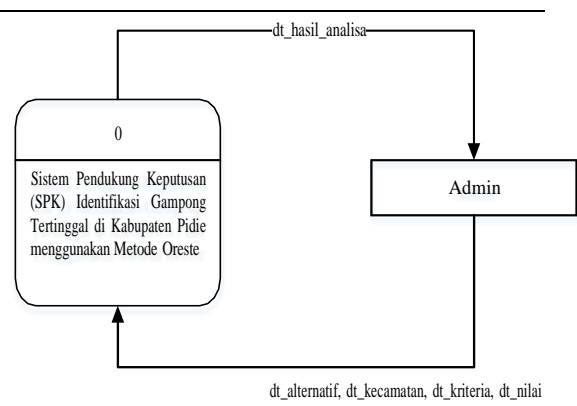 dt_hasil_analisa
0
Sistem Pendukung Keputusan
(SPK) Identifikasi Gampong
Tertinggal di Kabupaten Pidie
menggunakan Metode Oreste
Admin
dt_alternatif, dt_kecamatan, dt_kriteria, dt_nilai